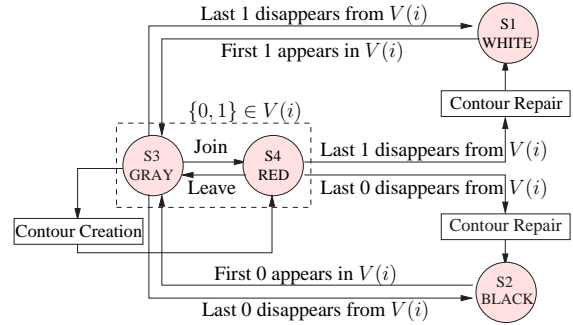 Last 1 disappears from V(i)
S1
WHITE
First 1 appears in V(i)
{0, 1} ∈ V(i)
Contour Repair
S3
GRAY
Join
Leave
S4
RED
Last 1 disappears from V(i)
Last 0 disappears from V(i)
Contour Creation
Contour Repair
First 0 appears in V(i)
S2
BLACK
Last 0 disappears from V(i)